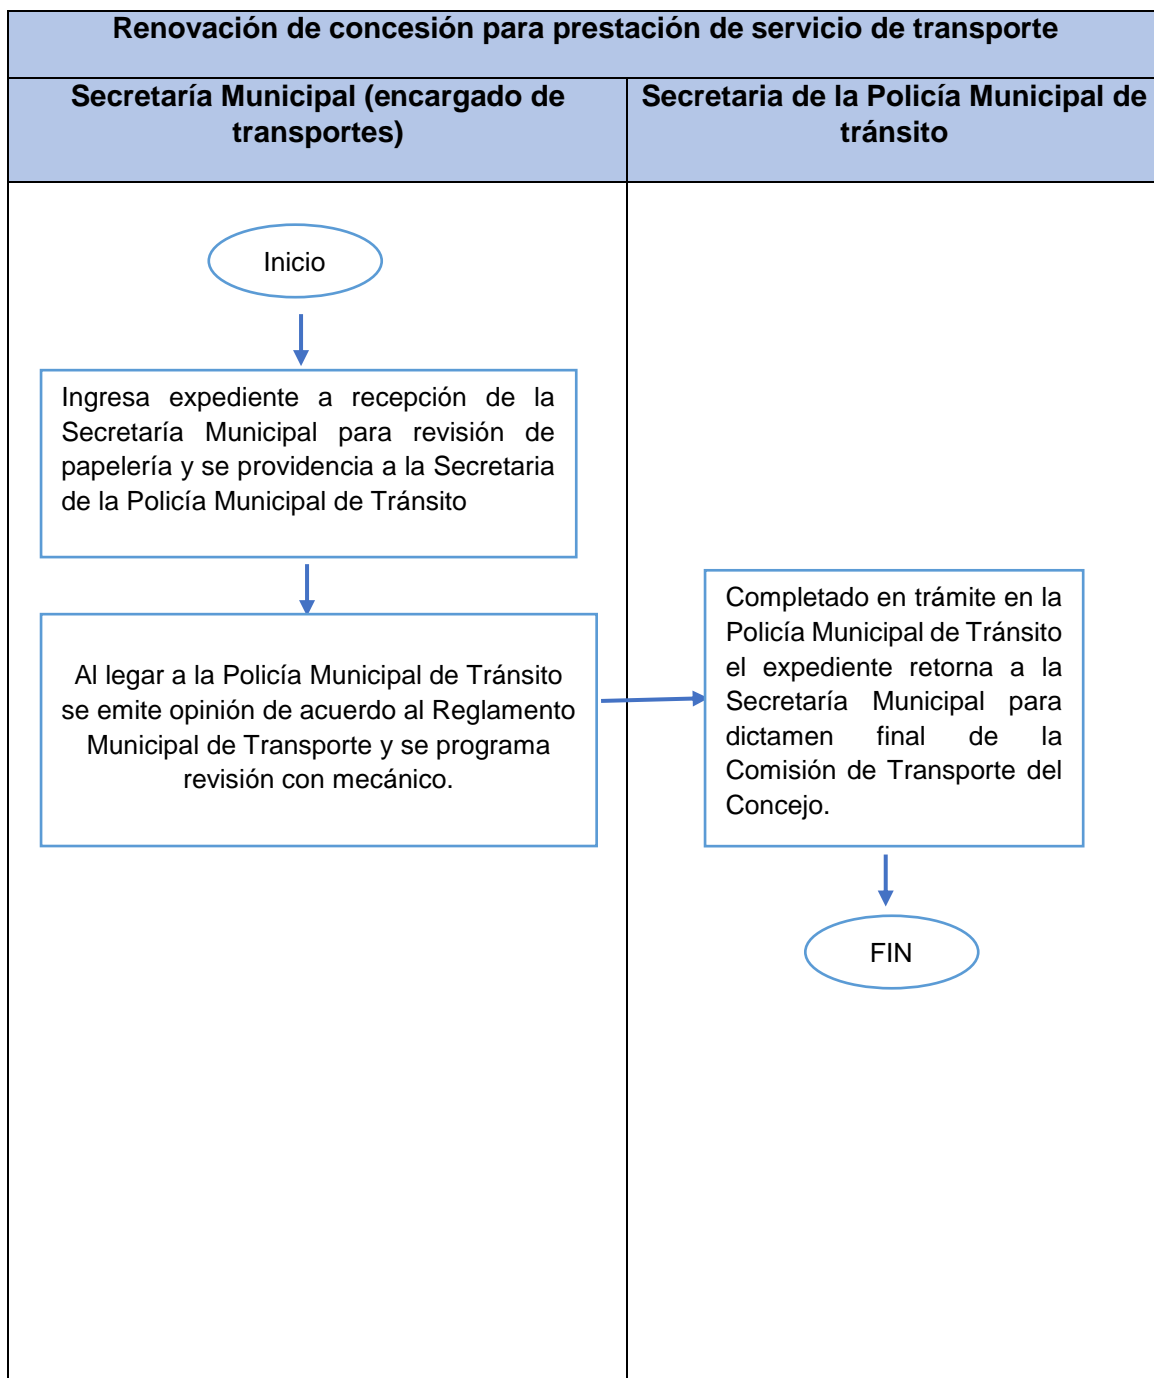 Renovación de concesión para prestación de servicio de transporte
Secretaría Municipal (encargado de
transportes)
Secretaria de la Policía Municipal de
tránsito
Inicio
Ingresa expediente a recepción de la
Secretaría Municipal para revisión de
papelería y se providencia a la Secretaria
de la Policía Municipal de Tránsito
Al legar a la Policía Municipal de Tránsito
se emite opinión de acuerdo al Reglamento
Municipal de Transporte y se programa
revisión con mecánico.
Completado en trámite en la
Policía Municipal de Tránsito
el expediente retorna a la
Secretaría Municipal para
dictamen final de la
Comisión de Transporte del
Concejo.
FIN